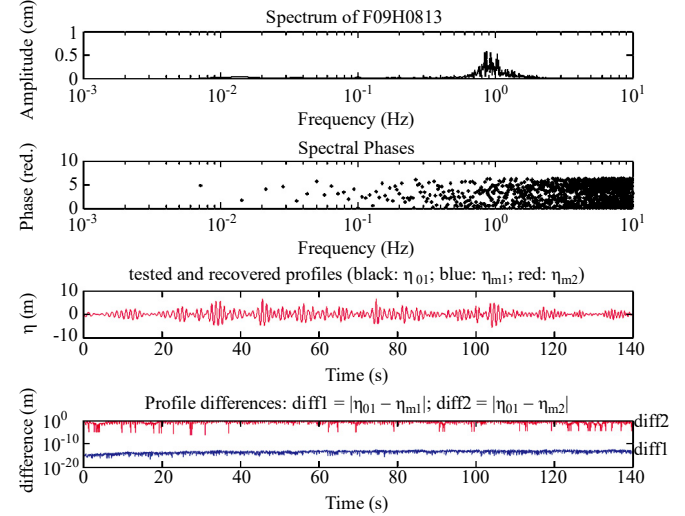 Spectrum of F09H0813
Amplitude (cm)
1
0.5
0
10^-3 10^-2 10^-1 10^0 10^1
Frequency (Hz)
Spectral Phases
Phase (red.)
10
5
0
10^-3 10^-2 10^-1 10^0 10^1
Frequency (Hz)
tested and recovered profiles (black: η01; blue: ηm1; red: ηm2)
η (m)
10
0
-10
0 20 40 60 80 100 120 140
Time (s)
Profile differences: diff1 = |η01 − ηm1|; diff2 = |η01 − ηm2|
difference (m)
10^0
10^-10
10^-20
diff2
diff1
0 20 40 60 80 100 120 140
Time (s)